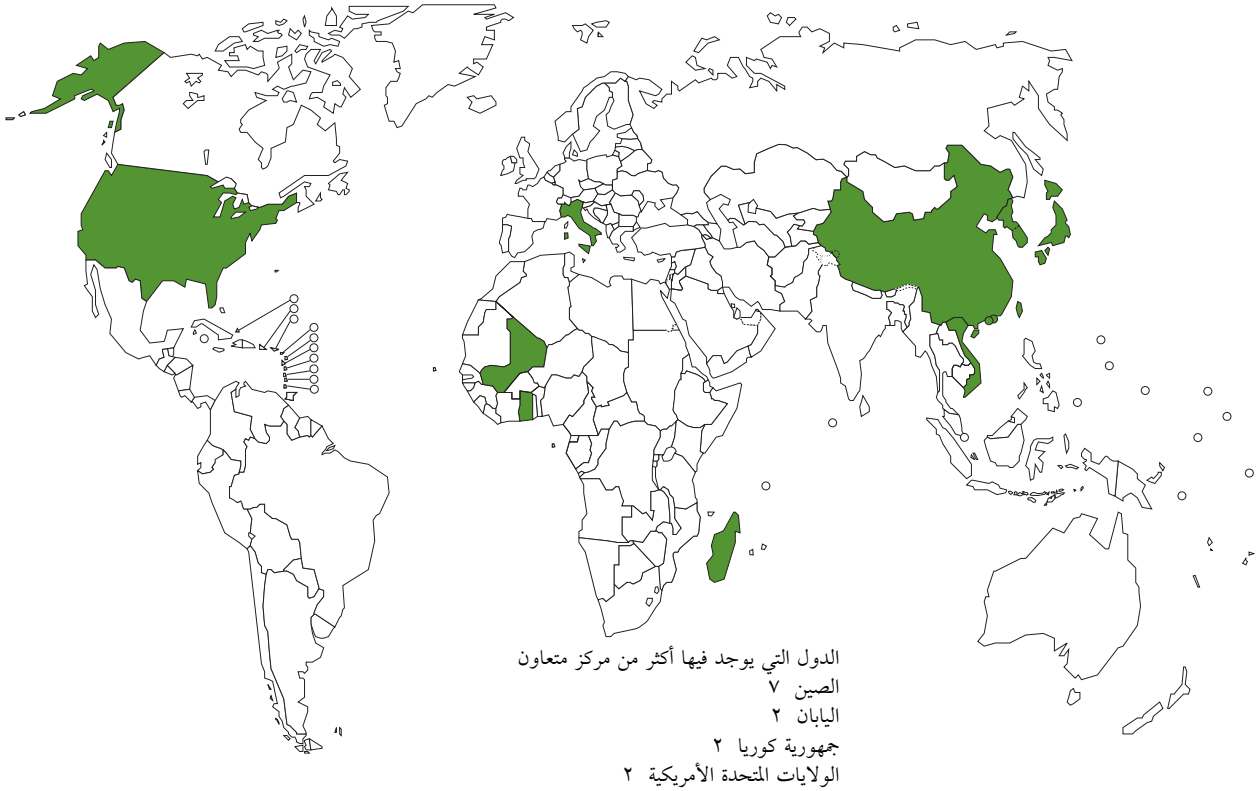 الدول التي يوجد فيها أكثر من مركز متعاون
الصين ٧
اليابان ٢
جمهورية كوريا ٢
الولايات المتحدة الأمريكية ٢